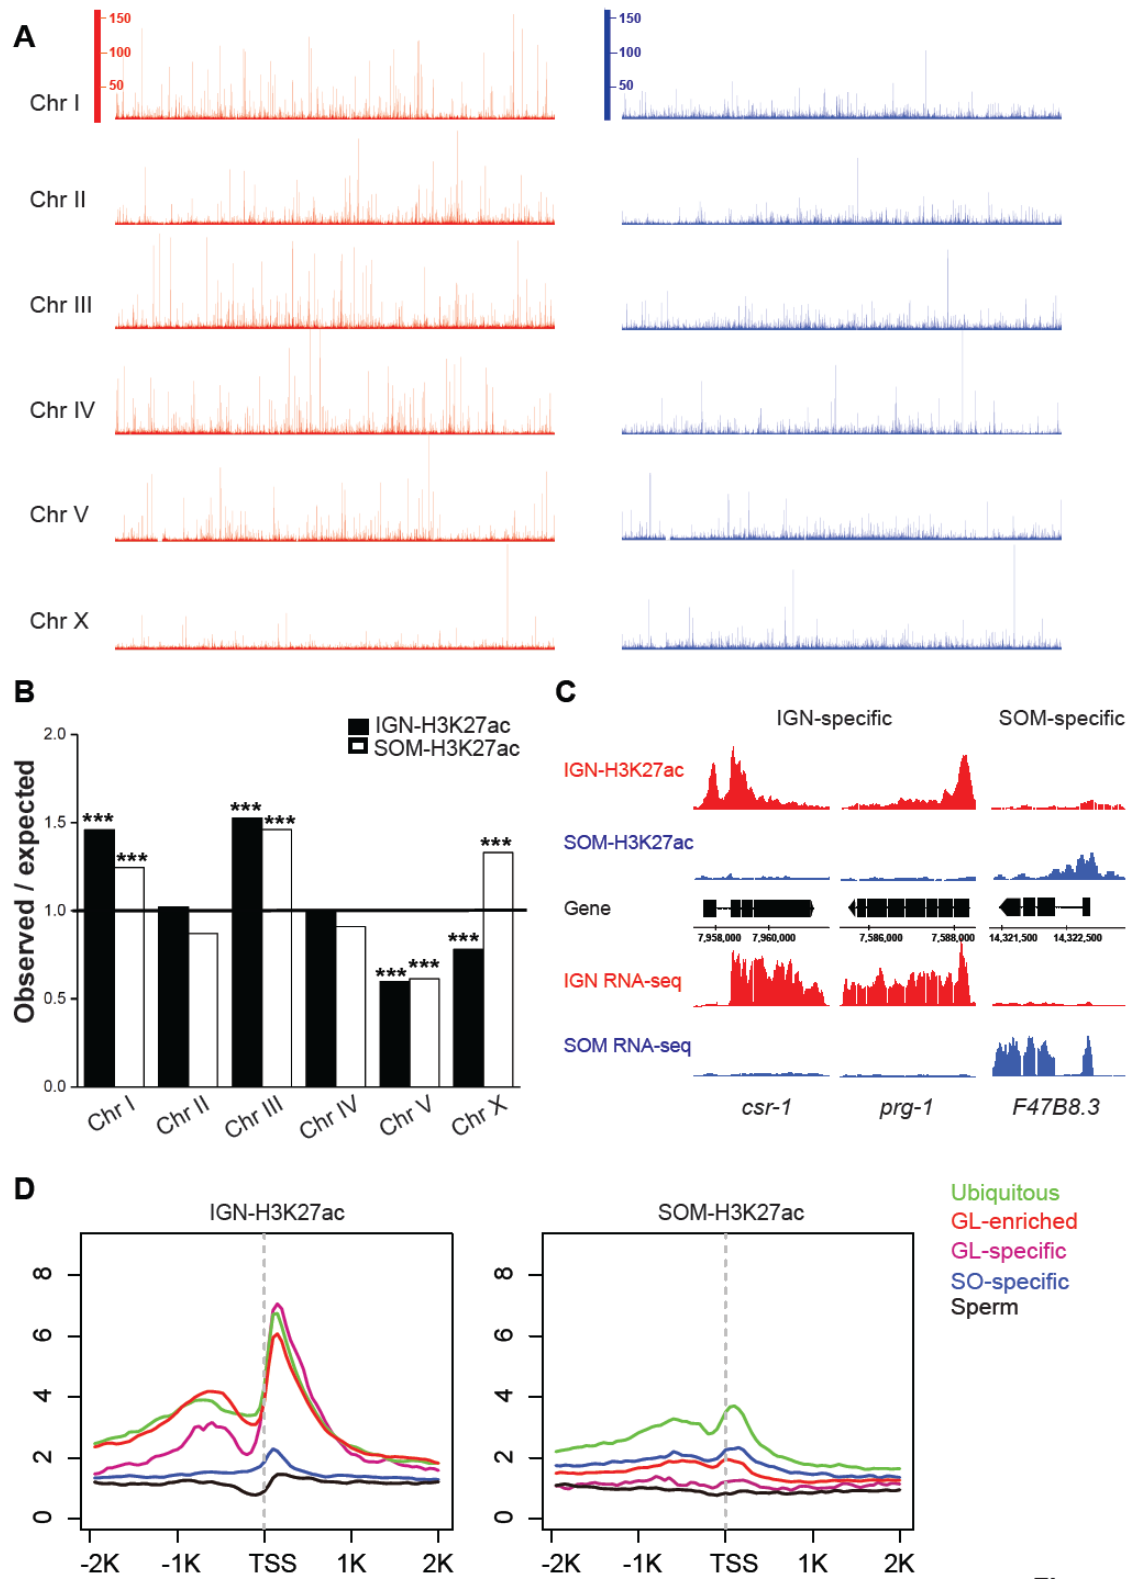 A
150
100
50
150
100
50
Chr I
Chr II
Chr III
Chr IV
Chr V
Chr X
B
IGN-H3K27ac
SOM-H3K27ac
Observed / expected
2.0
1.5
1.0
0.5
0.0
***
***
***
***
***
***
***
***
Chr I
Chr II
Chr III
Chr IV
Chr V
Chr X
C
IGN-specific
SOM-specific
IGN-H3K27ac
SOM-H3K27ac
Gene
7,958,000
7,960,000
7,586,000
7,588,000
14,321,500
14,322,500
IGN RNA-seq
SOM RNA-seq
csr-1
prg-1
F47B8.3
D
IGN-H3K27ac
8
6
4
2
0
-2K
-1K
TSS
1K
2K
SOM-H3K27ac
8
6
4
2
0
-2K
-1K
TSS
1K
2K
Ubiquitous
GL-enriched
GL-specific
SO-specific
Sperm